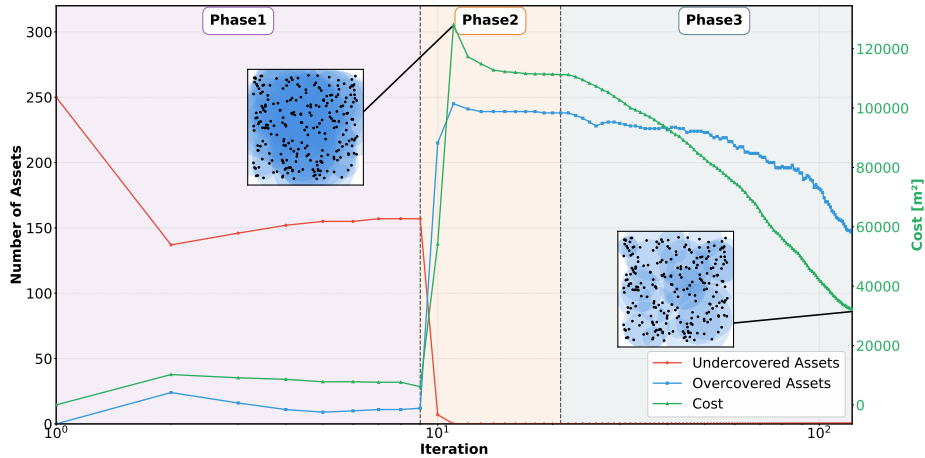 Phase1
Phase2
Phase3
Number of Assets
300
250
200
150
100
50
0
120000
100000
80000
60000
40000
20000
0
Cost [m²]
Undercovered Assets
Overcovered Assets
Cost
10⁰
10¹
10²
Iteration